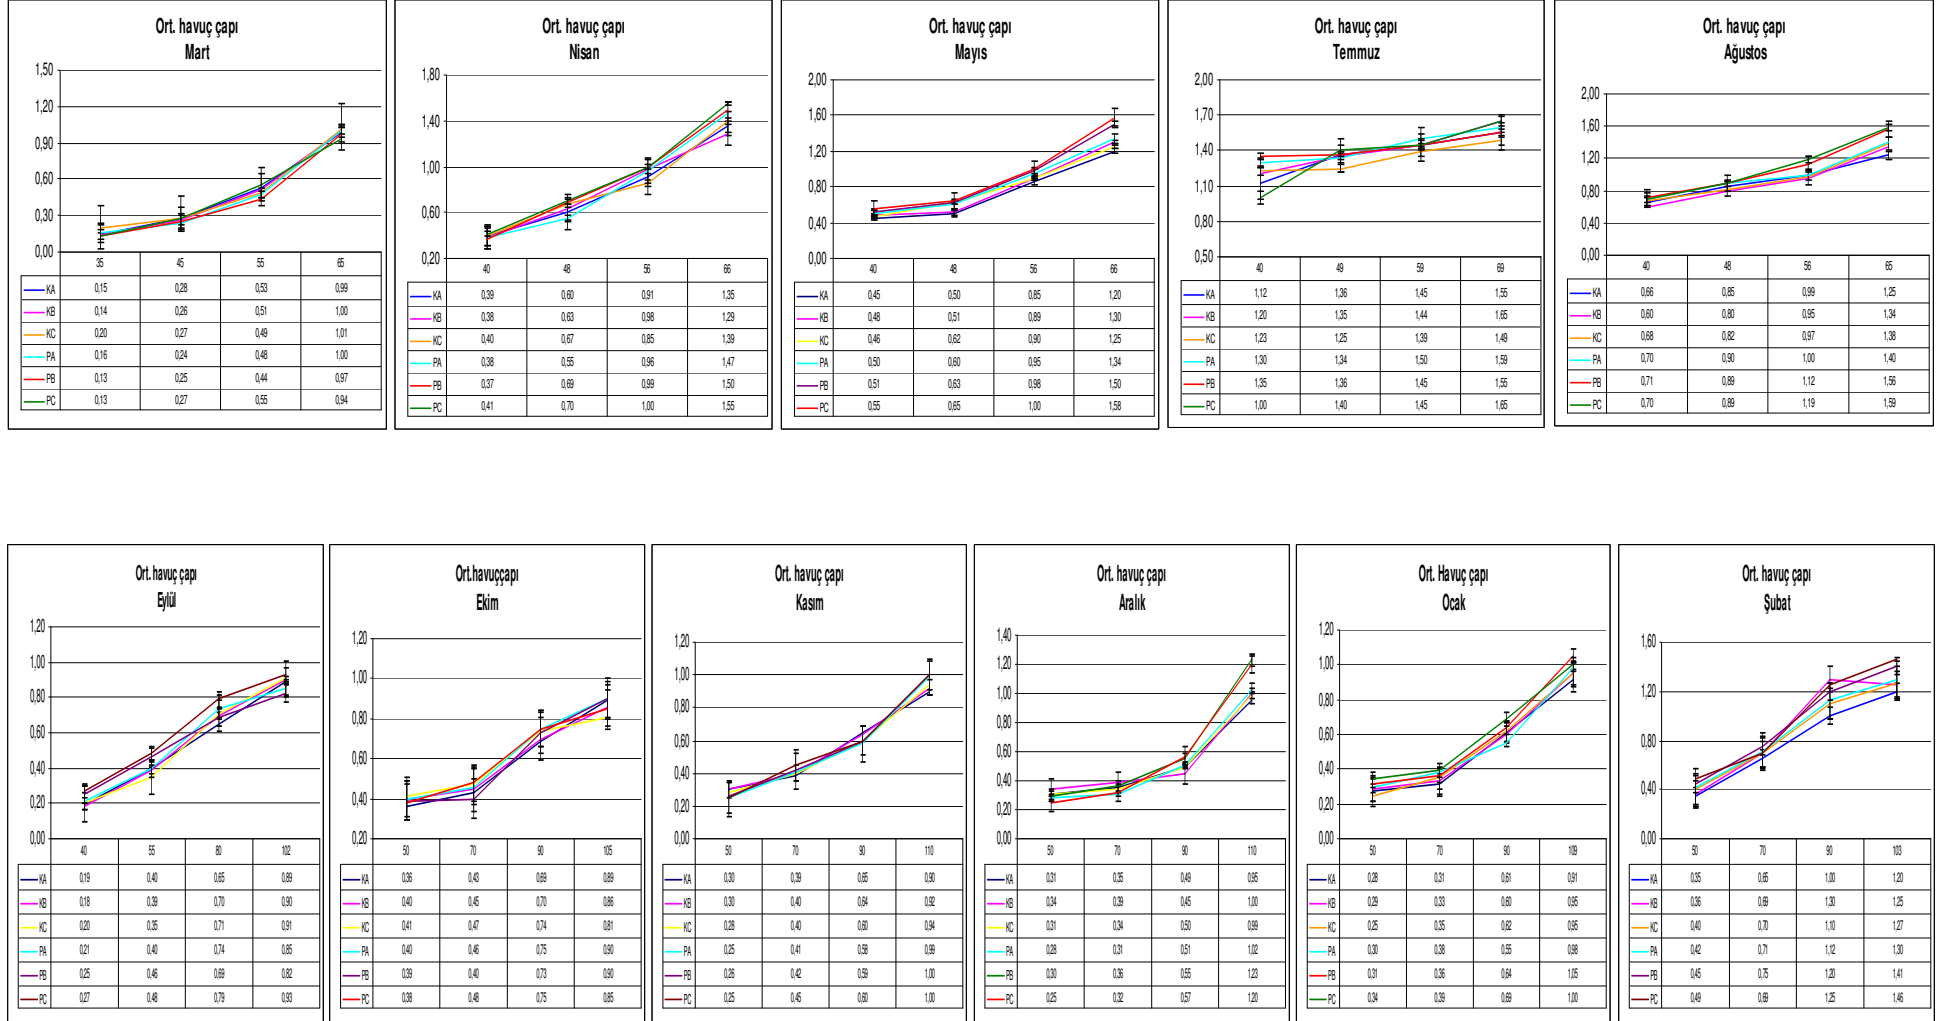 Ort. havuç çapı
Mart
1,50
1,20
0,90
0,60
0,30
0,00
35 45 55 65
KA 0,15 0,28 0,53 0,99
KB 0,14 0,26 0,51 1,00
KC 0,20 0,27 0,49 1,01
PA 0,16 0,24 0,48 1,00
PB 0,13 0,25 0,44 0,97
PC 0,13 0,27 0,55 0,94
Ort. havuç çapı
Nisan
1,80
1,40
1,00
0,60
0,20
40 48 56 66
KA 0,39 0,60 0,91 1,35
KB 0,38 0,63 0,98 1,29
KC 0,40 0,67 0,85 1,39
PA 0,38 0,55 0,96 1,47
PB 0,37 0,69 0,99 1,50
PC 0,41 0,70 1,00 1,55
Ort. havuç çapı
Mayıs
2,00
1,60
1,20
0,80
0,40
0,00
40 48 56 66
KA 0,45 0,50 0,85 1,20
KB 0,48 0,51 0,89 1,30
KC 0,46 0,62 0,90 1,25
PA 0,50 0,60 0,95 1,34
PB 0,51 0,63 0,98 1,50
PC 0,55 0,65 1,00 1,58
Ort. havuç çapı
Temmuz
2,00
1,70
1,40
1,10
0,80
0,50
40 49 59 69
KA 1,12 1,36 1,45 1,55
KB 1,20 1,35 1,44 1,65
KC 1,23 1,25 1,39 1,49
PA 1,30 1,34 1,50 1,59
PB 1,35 1,36 1,45 1,55
PC 1,00 1,40 1,45 1,65
Ort. havuç çapı
Ağustos
2,00
1,60
1,20
0,80
0,40
0,00
40 48 56 65
KA 0,66 0,85 0,99 1,25
KB 0,60 0,80 0,95 1,34
KC 0,68 0,82 0,97 1,38
PA 0,70 0,90 1,00 1,40
PB 0,71 0,89 1,12 1,56
PC 0,70 0,89 1,19 1,59
Ort. havuç çapı
Eylül
1,20
1,00
0,80
0,60
0,40
0,20
0,00
40 55 80 102
KA 0,19 0,40 0,65 0,89
KB 0,18 0,39 0,70 0,90
KC 0,20 0,35 0,71 0,91
PA 0,21 0,40 0,74 0,85
PB 0,25 0,46 0,69 0,82
PC 0,27 0,48 0,79 0,93
Ort.havuççapı
Ekim
1,20
1,00
0,80
0,60
0,40
0,20
50 70 90 105
KA 0,36 0,43 0,69 0,89
KB 0,40 0,45 0,70 0,86
KC 0,41 0,47 0,74 0,81
PA 0,40 0,46 0,75 0,90
PB 0,39 0,40 0,73 0,90
PC 0,38 0,48 0,75 0,85
Ort. havuç çapı
Kasım
1,20
1,00
0,80
0,60
0,40
0,20
0,00
50 70 90 110
KA 0,30 0,39 0,65 0,90
KB 0,30 0,40 0,64 0,92
KC 0,28 0,40 0,60 0,94
PA 0,25 0,41 0,58 0,99
PB 0,26 0,42 0,59 1,00
PC 0,25 0,45 0,60 1,00
Ort. havuç çapı
Aralık
1,40
1,20
1,00
0,80
0,60
0,40
0,20
0,00
50 70 90 110
KA 0,31 0,35 0,49 0,95
KB 0,34 0,39 0,45 1,00
KC 0,31 0,34 0,50 0,99
PA 0,28 0,31 0,51 1,02
PB 0,30 0,36 0,55 1,23
PC 0,25 0,32 0,57 1,20
Ort. Havuç çapı
Ocak
1,20
1,00
0,80
0,60
0,40
0,20
0,00
50 70 90 109
KA 0,28 0,31 0,61 0,91
KB 0,29 0,33 0,60 0,95
KC 0,25 0,35 0,62 0,95
PA 0,30 0,38 0,55 0,98
PB 0,31 0,36 0,64 1,05
PC 0,34 0,39 0,69 1,00
Ort. havuç çapı
Şubat
1,60
1,20
0,80
0,40
0,00
50 70 90 103
KA 0,35 0,65 1,00 1,20
KB 0,36 0,69 1,30 1,25
KC 0,40 0,70 1,10 1,27
PA 0,42 0,71 1,12 1,30
PB 0,45 0,75 1,20 1,41
PC 0,49 0,69 1,25 1,46